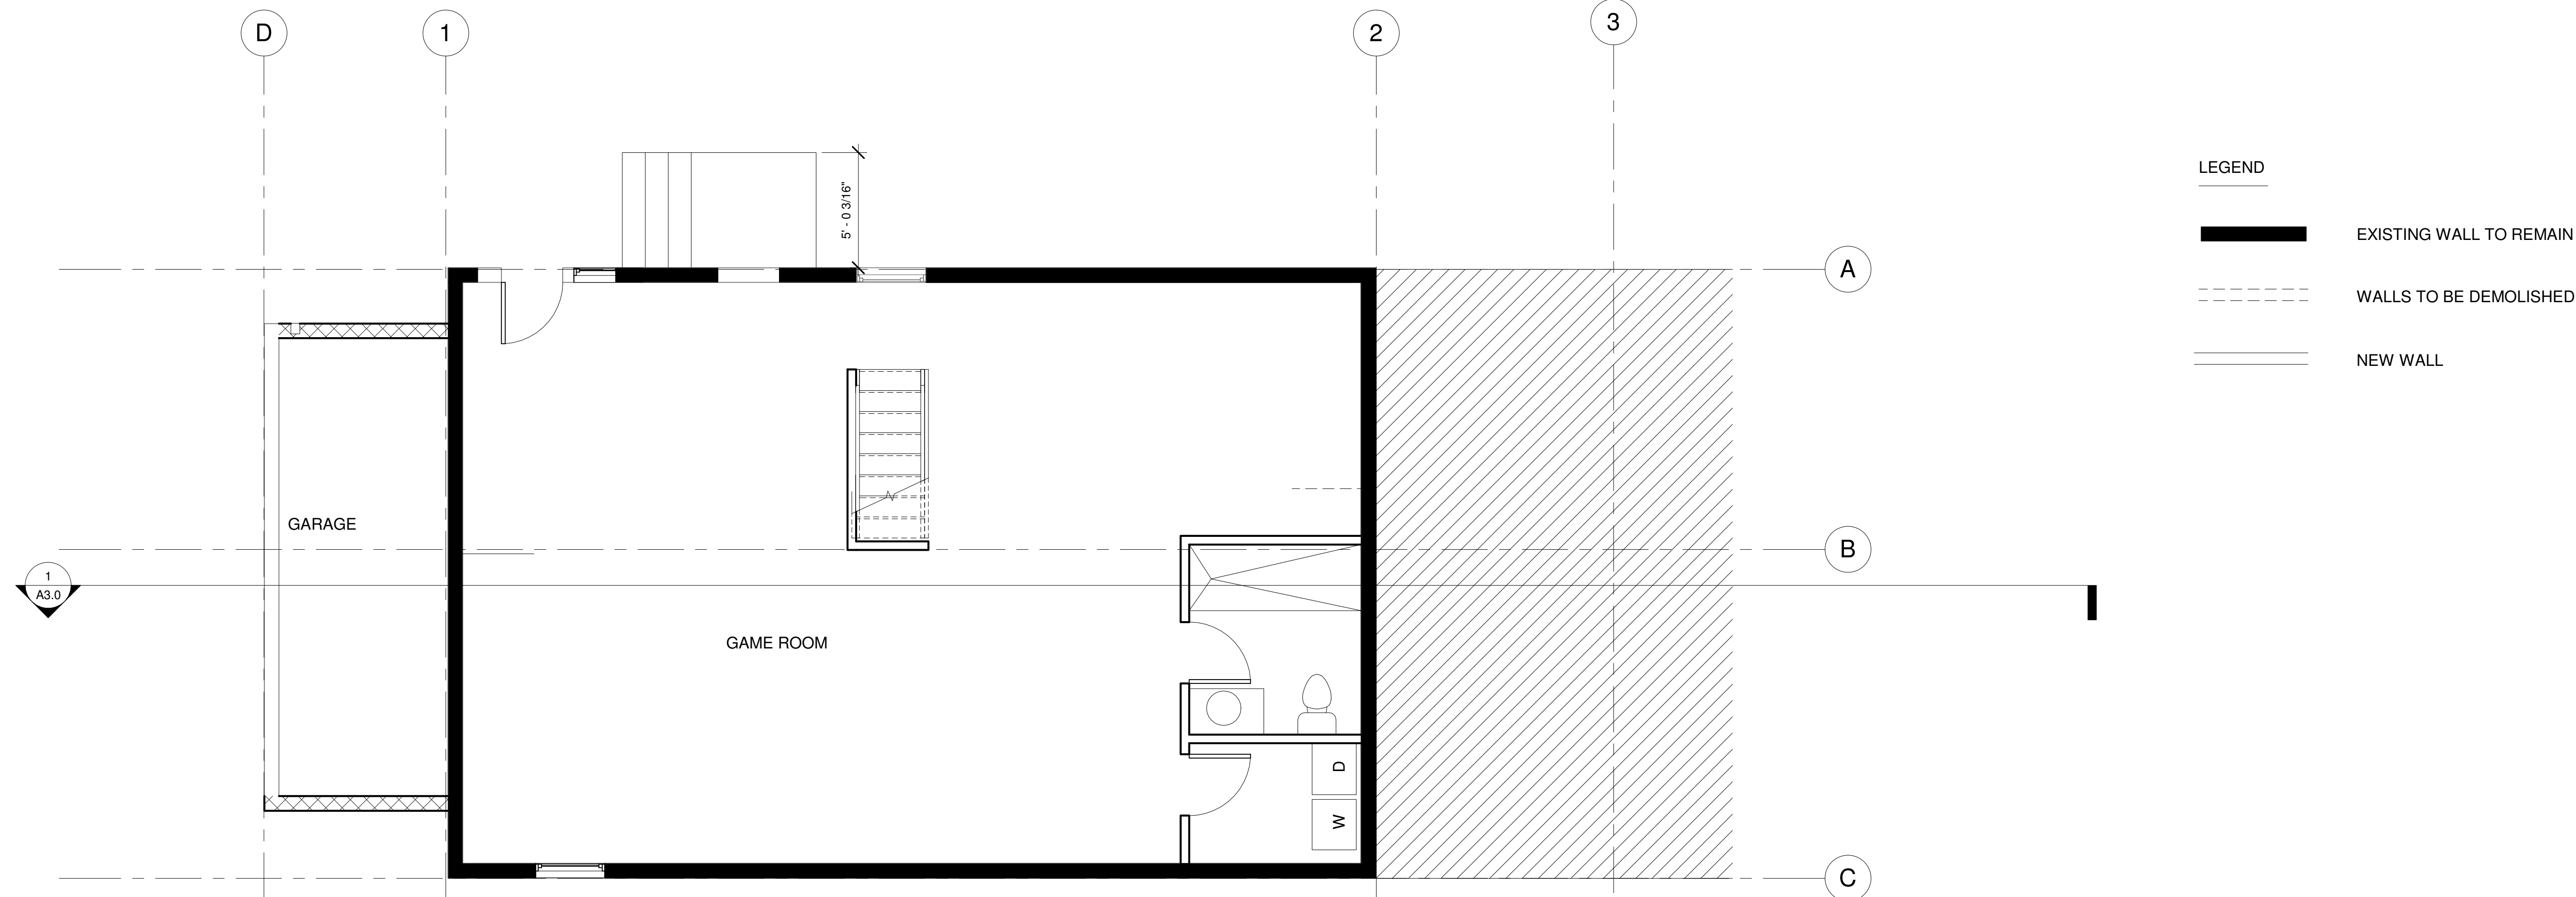 D
1
2
3
LEGEND
5' - 0 3/16"
EXISTING WALL TO REMAIN
A
WALLS TO BE DEMOLISHED
NEW WALL
GARAGE
B
1
A3.0
GAME ROOM
D
W
C